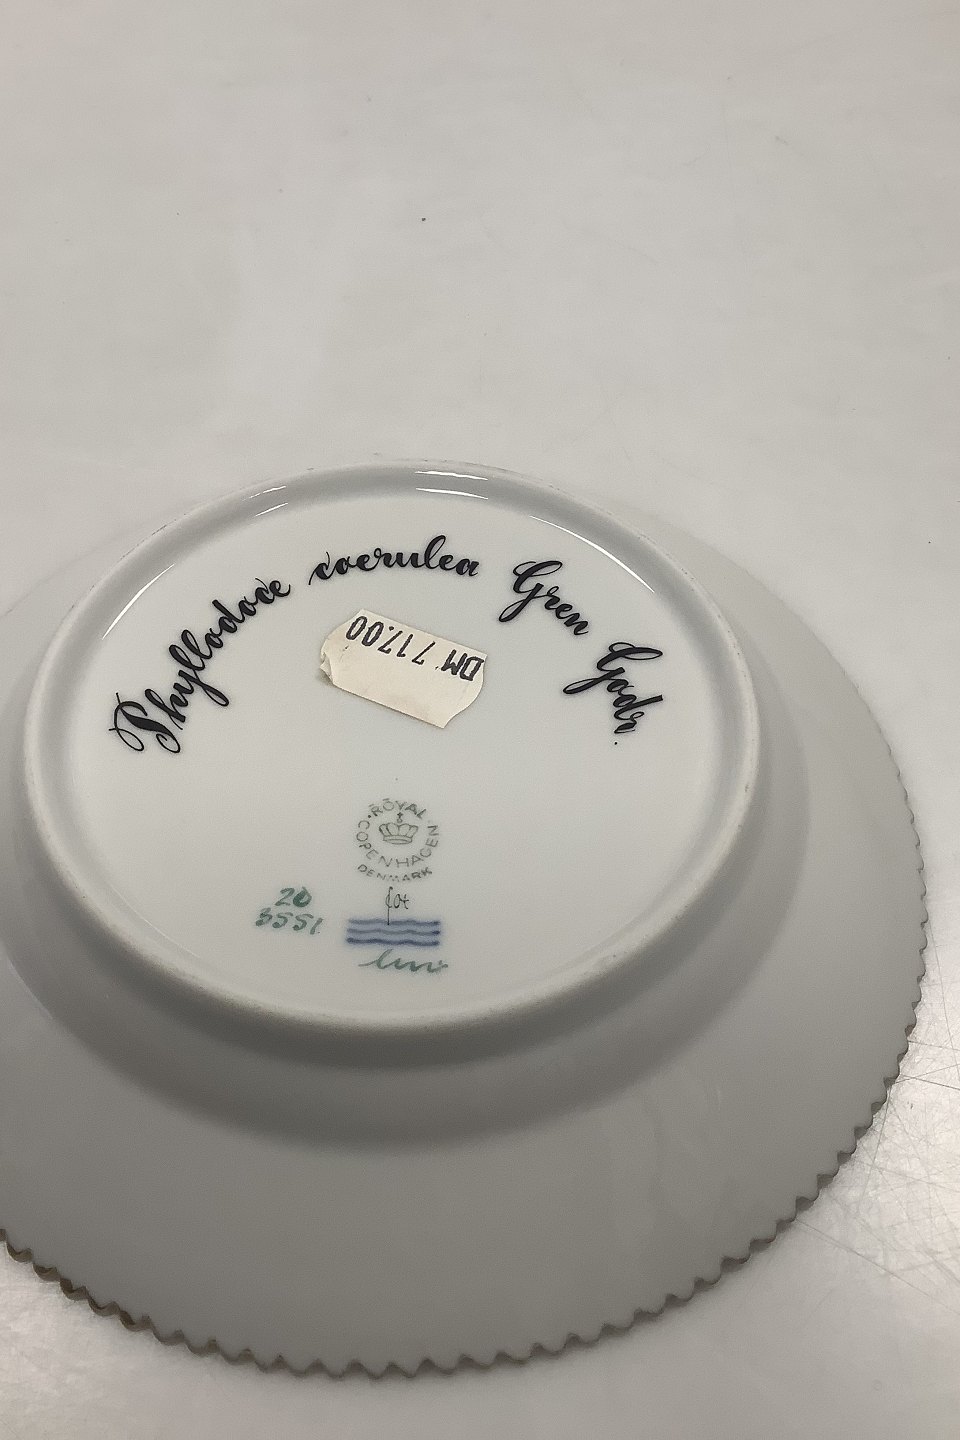 Phyllodoce coerulea Gren Godr.
DM 717.00
ROYAL COPENHAGEN
DENMARK
20
3551.